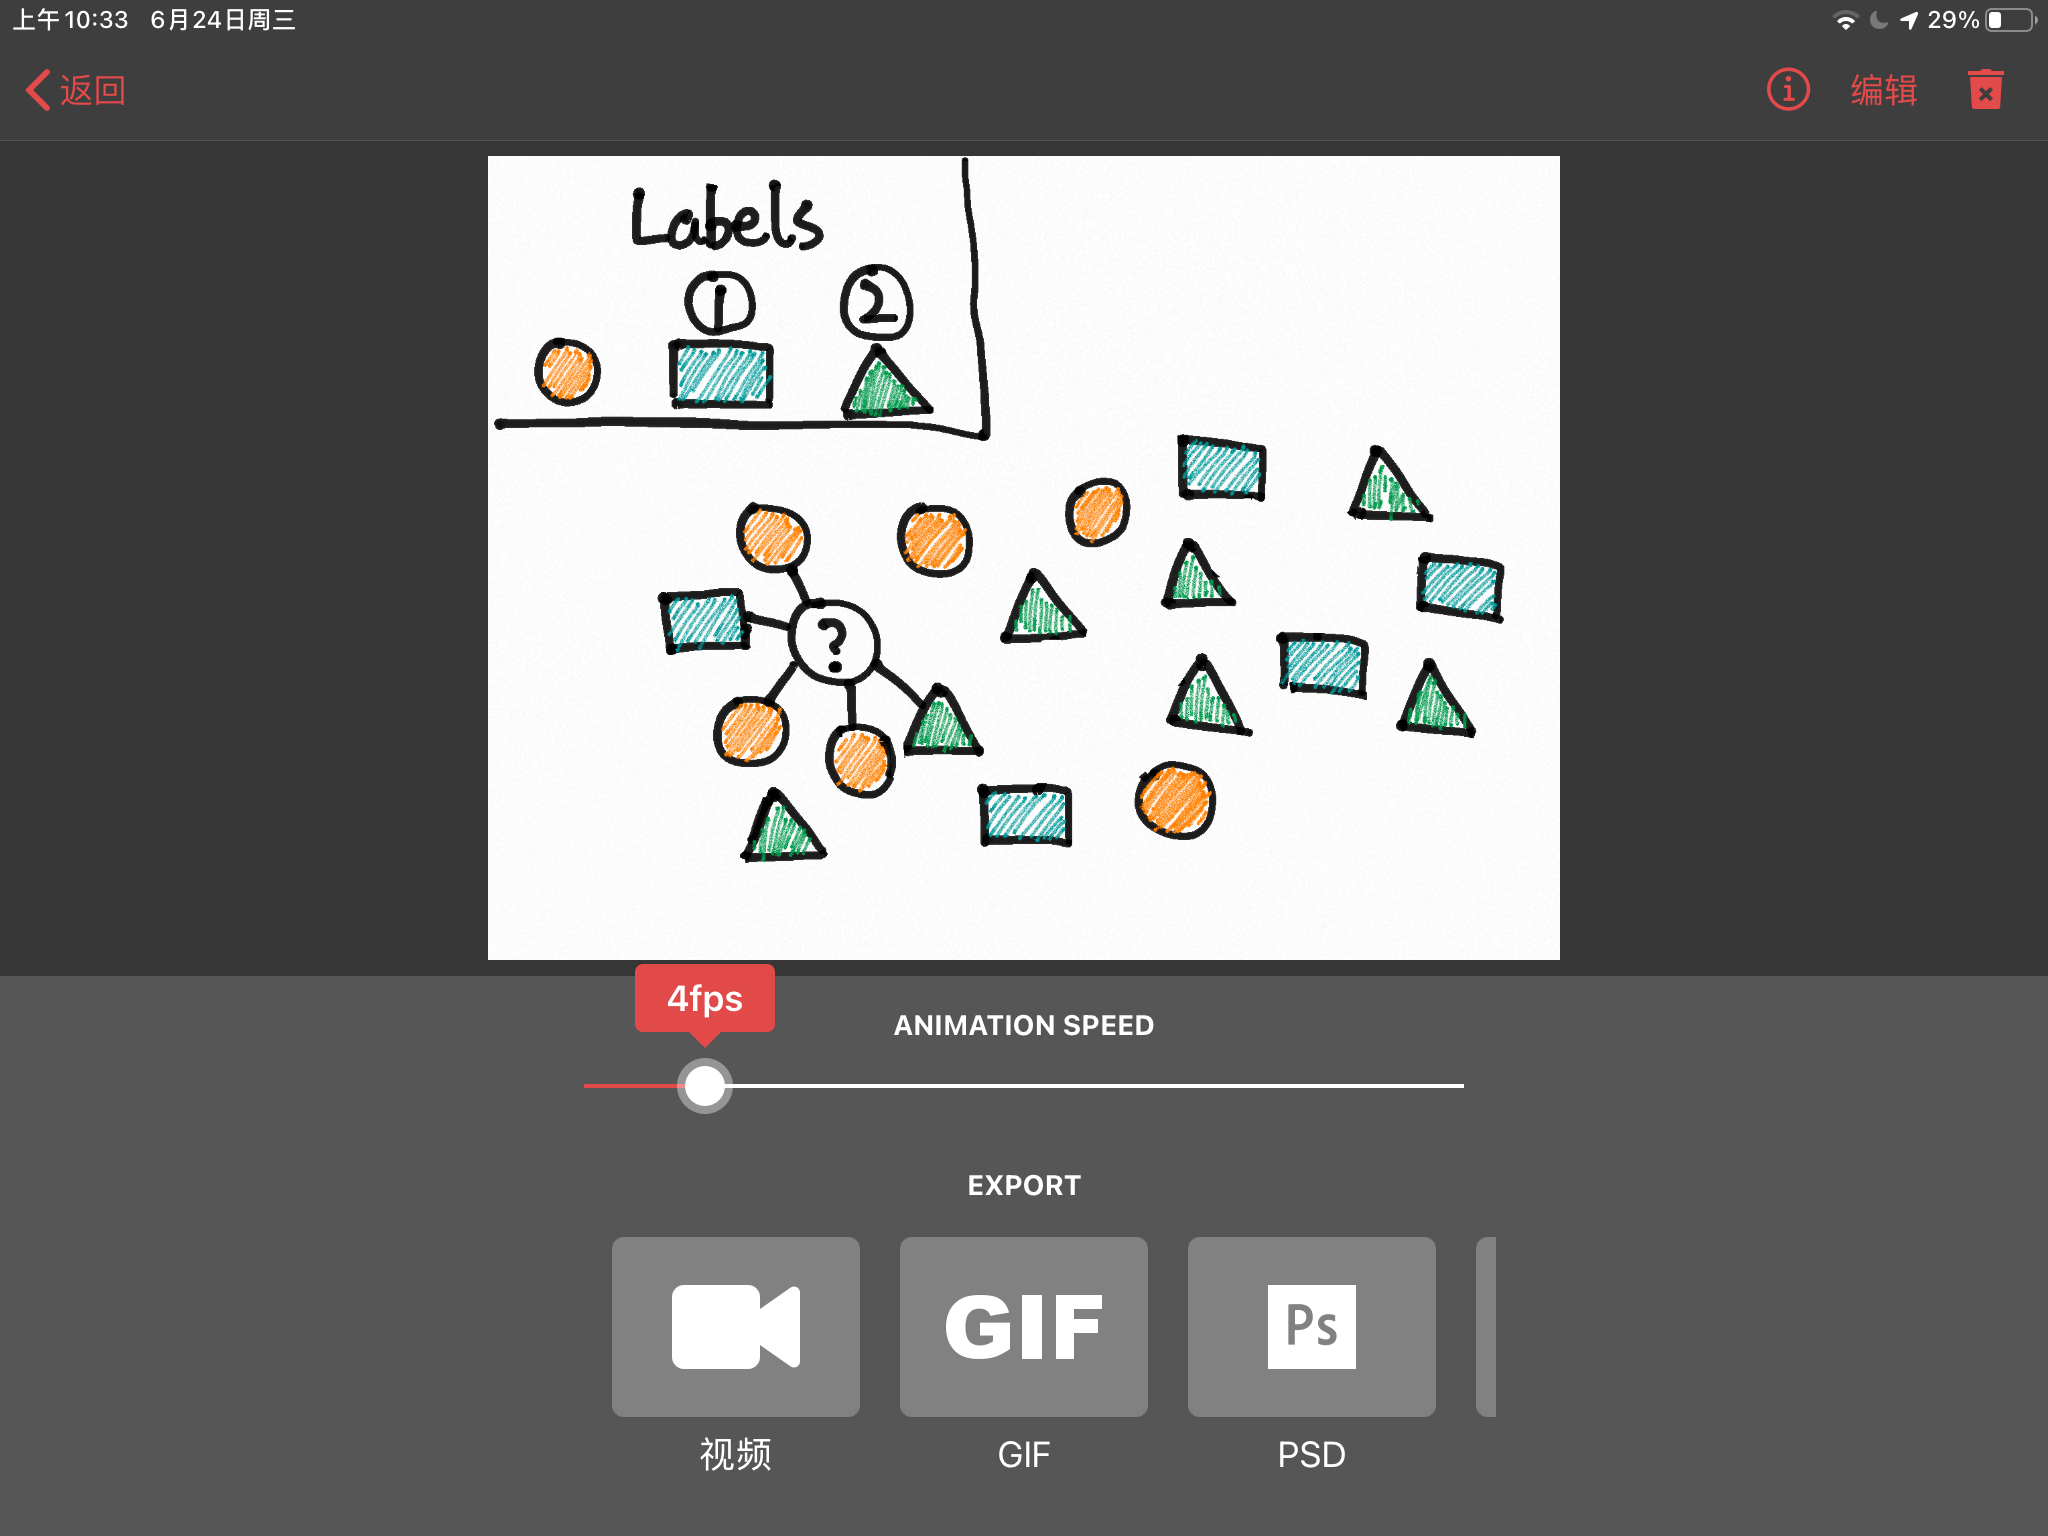 上午10:33 6月24日周三 29%
返回 编辑
Labels
① ②
?
4fps
ANIMATION SPEED
EXPORT
GIF Ps
视频 GIF PSD